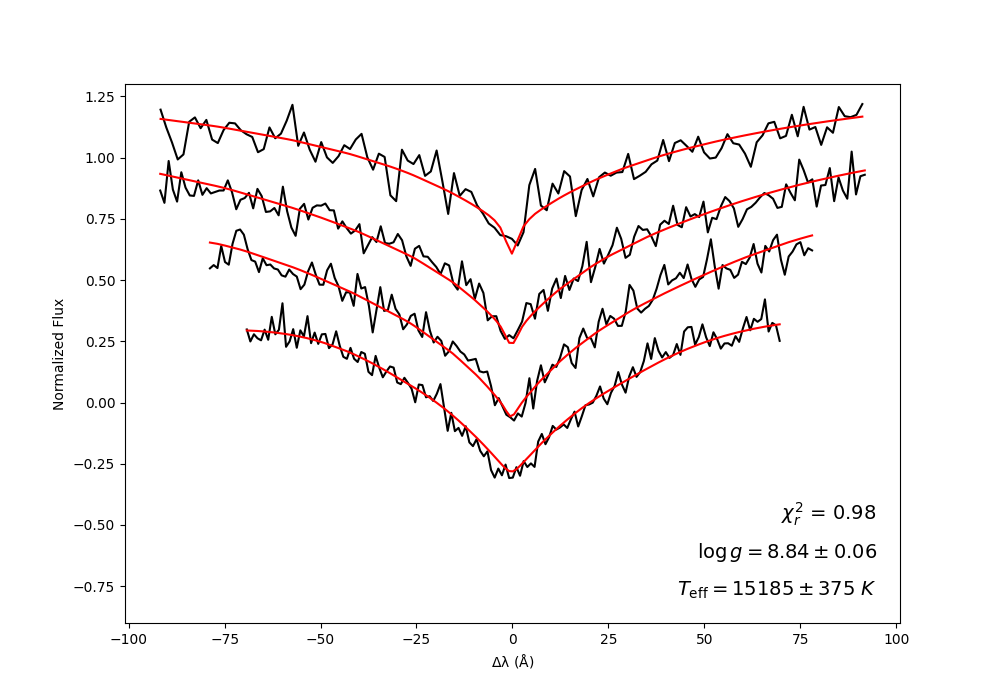 1.25
1.00
0.75
0.50
0.25
0.00
−0.25
−0.50
−0.75
Normalized Flux
χ²ᵣ = 0.98
log g = 8.84 ± 0.06
T_eff = 15185 ± 375 K
−100 −75 −50 −25 0 25 50 75 100
Δλ (Å)